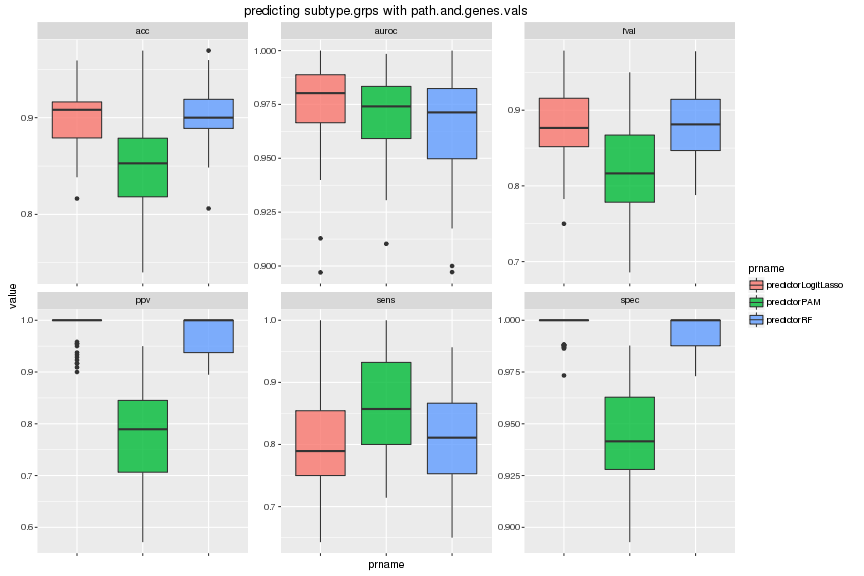 predicting subtype.grps with path.and.genes.vals
acc
auroc
fval
0.9
0.8
1.000
0.975
0.950
0.925
0.900
0.9
0.8
0.7
value
ppv
sens
spec
1.0
0.9
0.8
0.7
0.6
1.0
0.9
0.8
0.7
1.000
0.975
0.950
0.925
0.900
prname
prname
predictorLogitLasso
predictorPAM
predictorRF